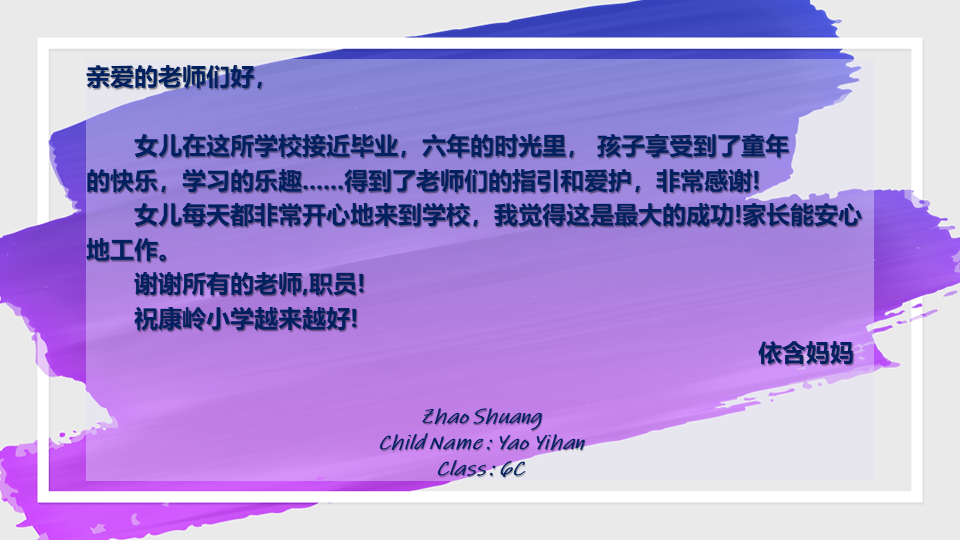 亲爱的老师们好，
女儿在这所学校接近毕业，六年的时光里， 孩子享受到了童年
的快乐，学习的乐趣......得到了老师们的指引和爱护，非常感谢!
女儿每天都非常开心地来到学校，我觉得这是最大的成功!家长能安心
地工作。
谢谢所有的老师,职员!
祝康岭小学越来越好!
依含妈妈
Zhao Shuang
Child Name : Yao Yihan
Class : 6C